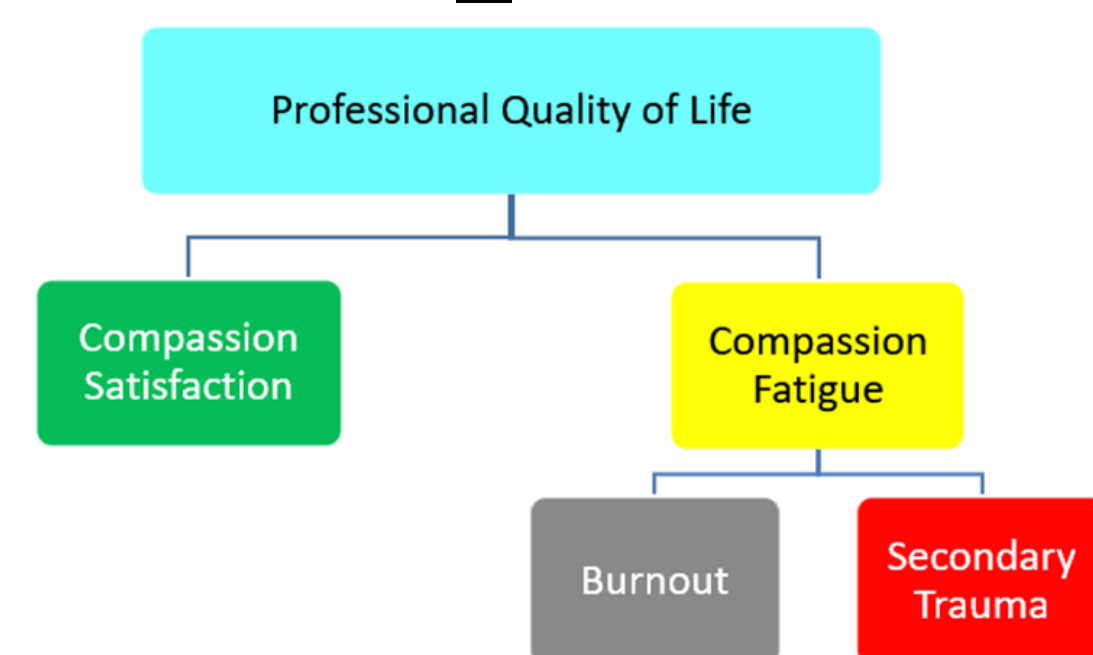 Professional Quality of Life
Compassion
Satisfaction
Compassion
Fatigue
Burnout
Secondary
Trauma